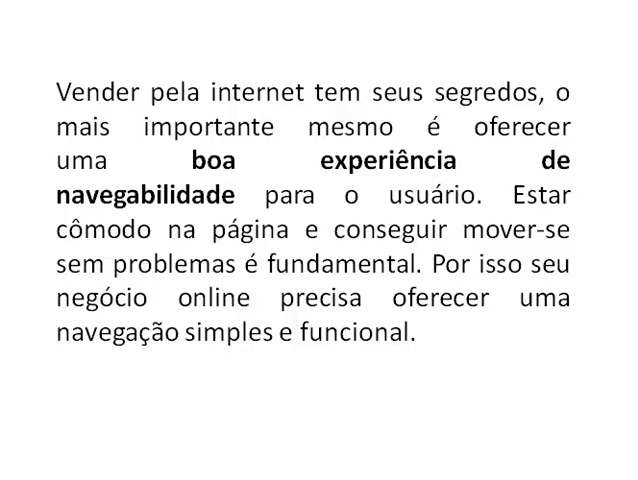 Vender pela internet tem seus segredos, o
mais importante mesmo é oferecer
uma boa experiência de
navegabilidade para o usuário. Estar
cômodo na página e conseguir mover-se
sem problemas é fundamental. Por isso seu
negócio online precisa oferecer uma
navegação simples e funcional.